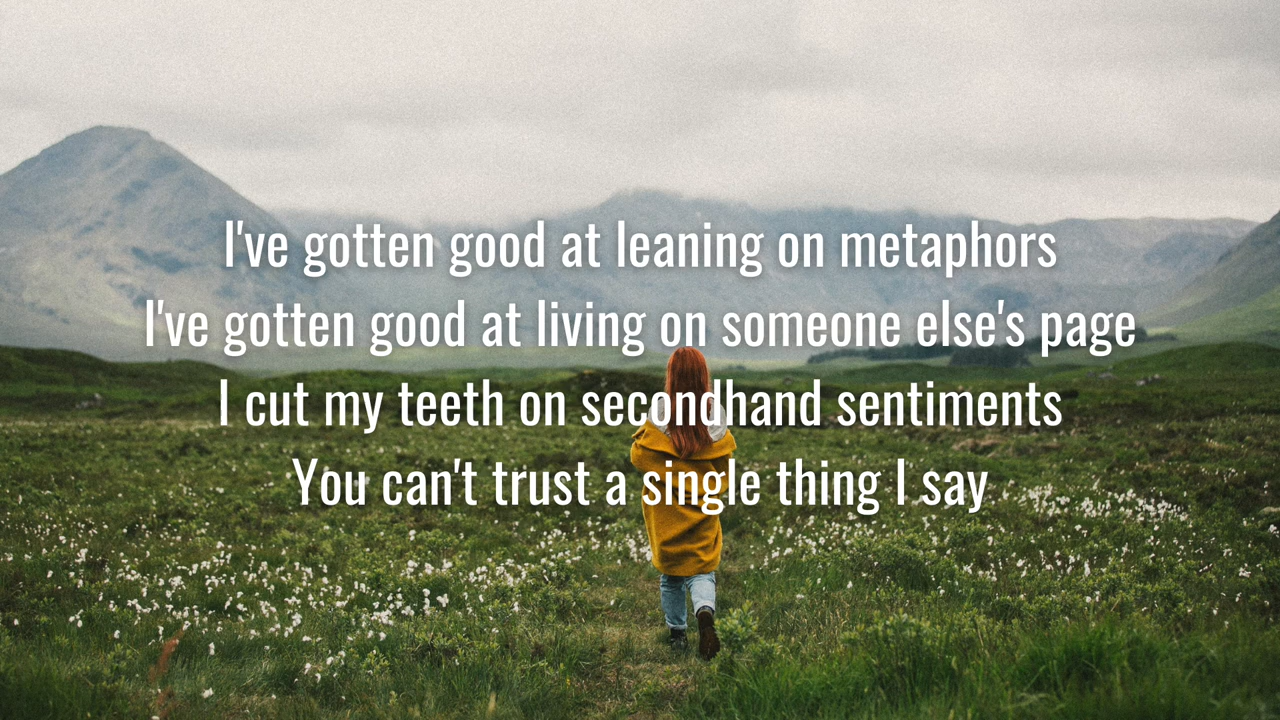 I've gotten good at leaning on metaphors
I've gotten good at living on someone else's page
I cut my teeth on secondhand sentiments
You can't trust a single thing I say